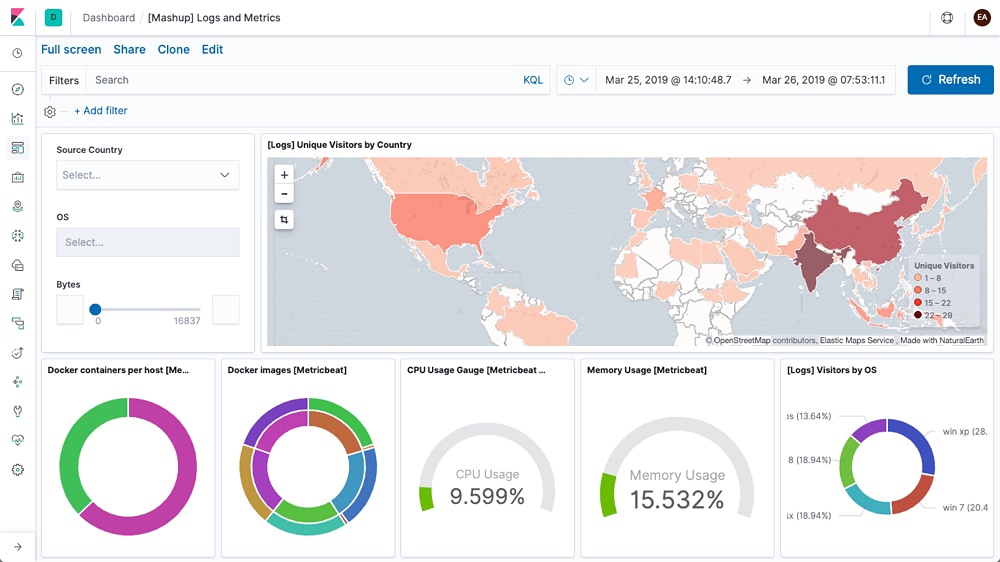 D Dashboard / [Mashup] Logs and Metrics EA
Full screen Share Clone Edit
Filters Search KQL Mar 25, 2019 @ 14:10:48.7 → Mar 26, 2019 @ 07:53:11.1 Refresh
+ Add filter
Source Country
Select...
OS
Select...
Bytes
0 16837
[Logs] Unique Visitors by Country
+
−
Unique Visitors
1 – 8
8 – 15
15 – 22
22 – 29
© OpenStreetMap contributors, Elastic Maps Service , Made with NaturalEarth
Docker containers per host [Me...
Docker images [Metricbeat]
CPU Usage Gauge [Metricbeat ...
CPU Usage
9.599%
Memory Usage [Metricbeat]
Memory Usage
15.532%
[Logs] Visitors by OS
os (13.64%)
win xp (28.
8 (18.94%)
win 7 (20.4
sx (18.94%)